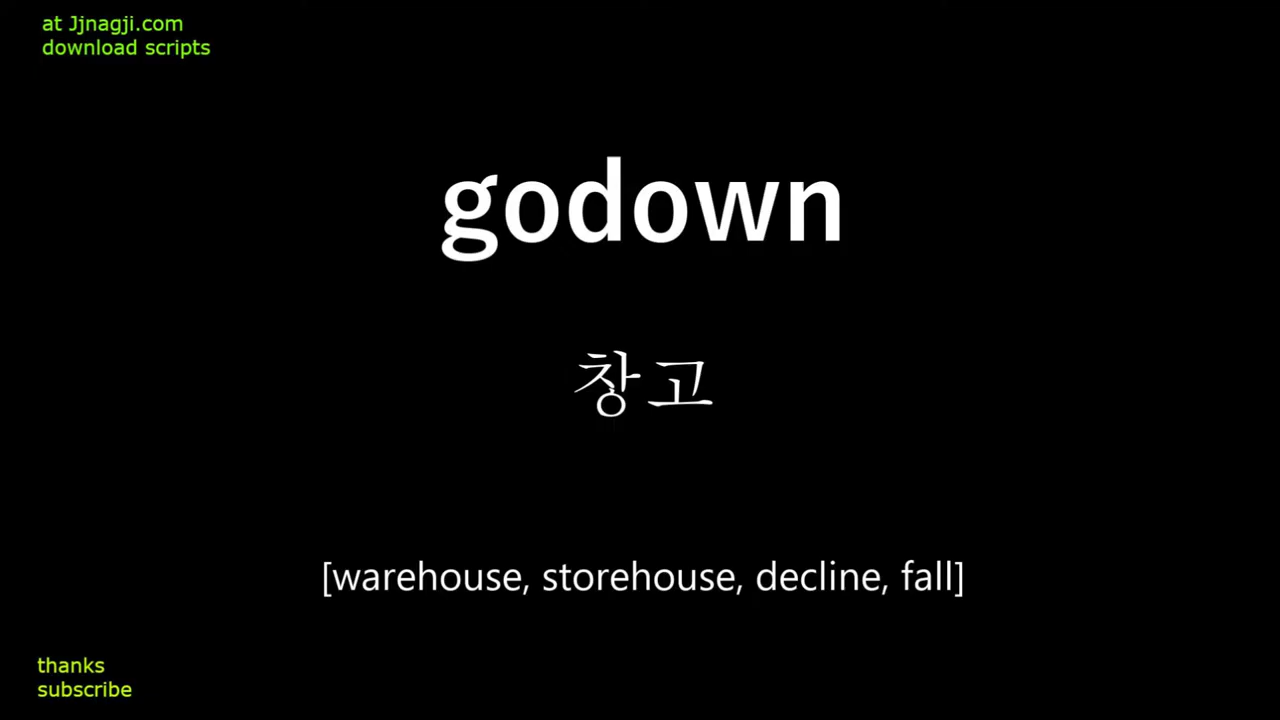 at Jjnagji.com
download scripts
godown
창고
[warehouse, storehouse, decline, fall]
thanks
subscribe